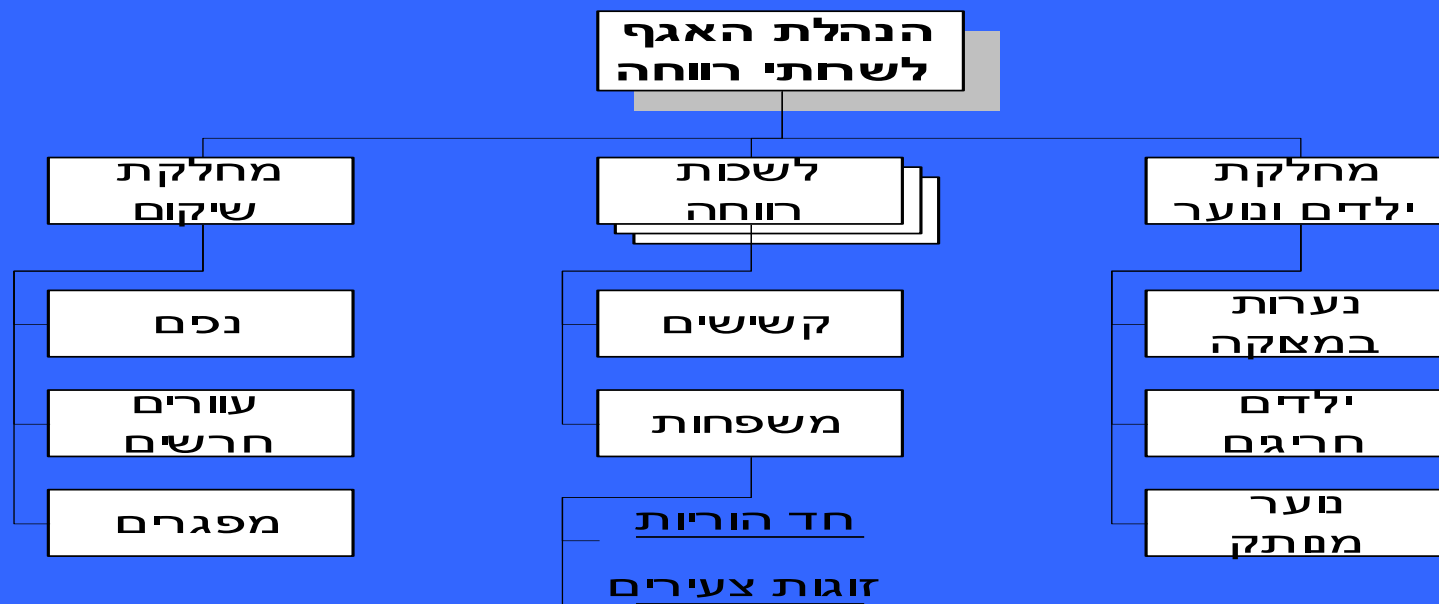 הנהלת האגף
לשרותי רווחה
מחלקת
ילדים ונוער
לשכות
רווחה
מחלקת
שיקום
נערות
במצוקה
ילדים
חריגים
נוער
מנותק
קשישים
משפחות
חד הוריות
זוגות צעירים
נכים
עוורים
חרשים
מפגרים